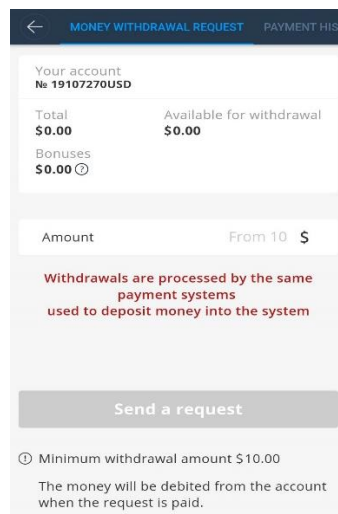 MONEY WITHDRAWAL REQUEST PAYMENT HIS
Your account
№ 19107270USD
Total Available for withdrawal
$0.00 $0.00
Bonuses
$0.00 ?
Amount From 10 $
Withdrawals are processed by the same
payment systems
used to deposit money into the system
Send a request
Minimum withdrawal amount $10.00
The money will be debited from the account
when the request is paid.